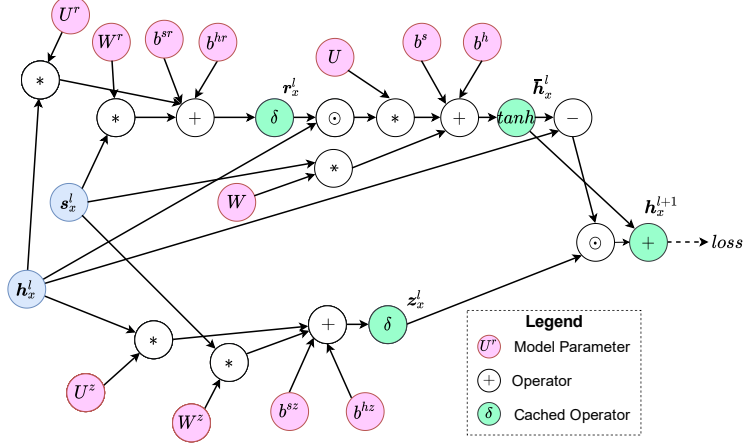 U^r
W^r
b^{sr}
b^{hr}
U
b^s
b^h
*
r_x^l
h̄_x^l
*
+
δ
⊙
*
+
tanh
−
*
s_x^l
W
h_x^{l+1}
⊙
+
loss
h_x^l
z_x^l
+
δ
*
*
U^z
W^z
b^{sz}
b^{hz}
Legend
U^r Model Parameter
+ Operator
δ Cached Operator